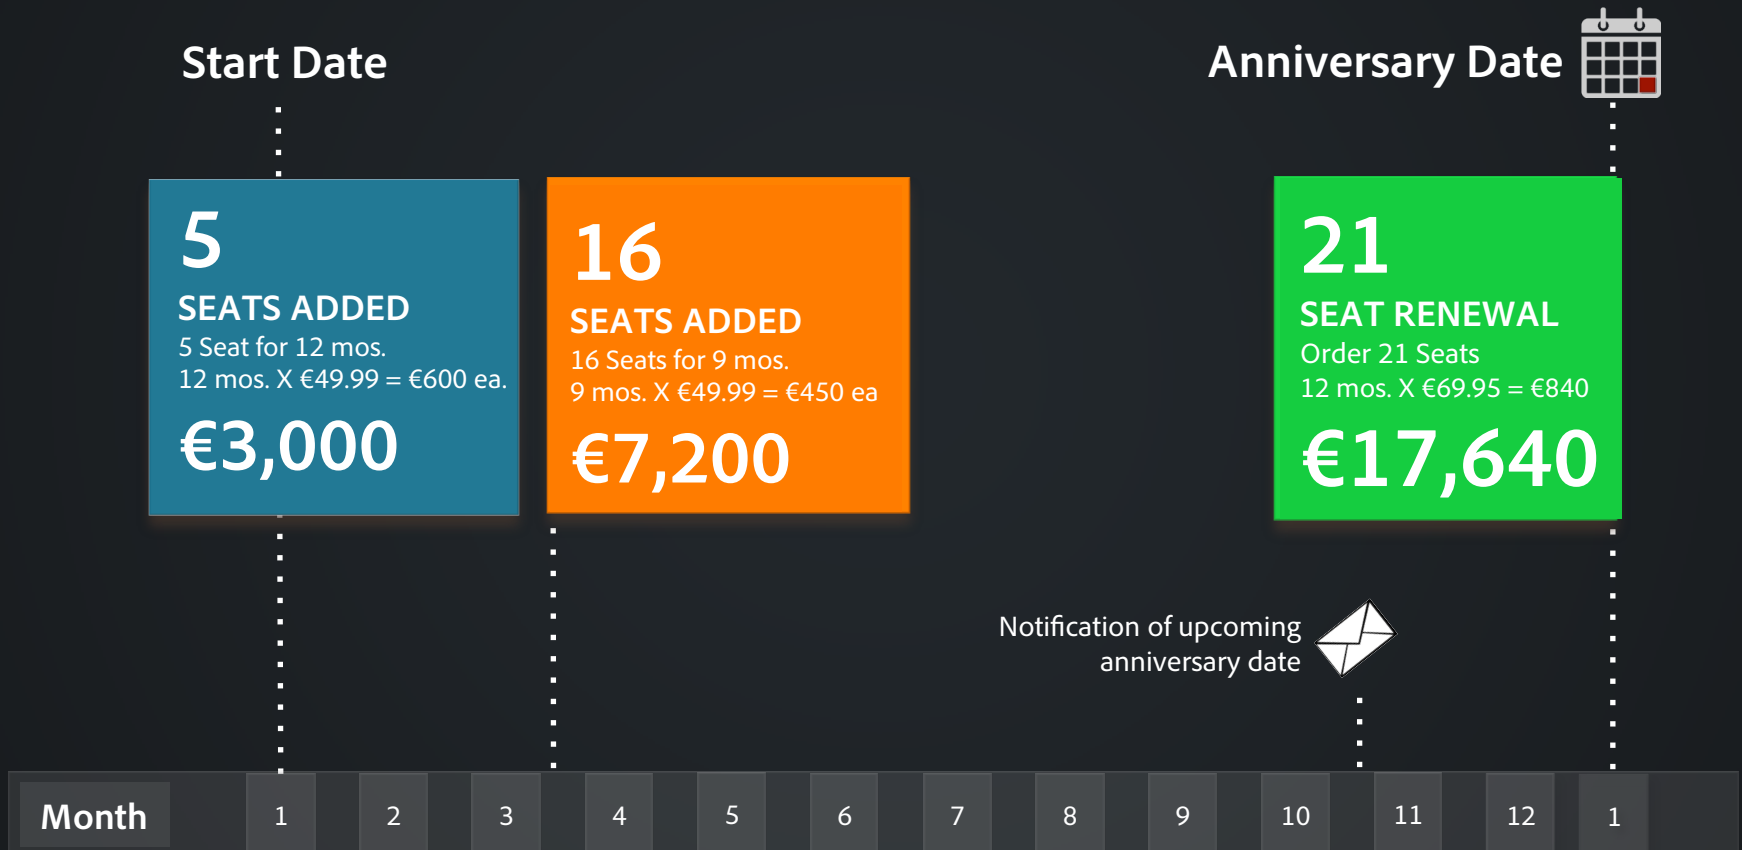 Start Date
Anniversary Date
5
SEATS ADDED
5 Seat for 12 mos.
12 mos. X €49.99 = €600 ea.
€3,000
16
SEATS ADDED
16 Seats for 9 mos.
9 mos. X €49.99 = €450 ea
€7,200
21
SEAT RENEWAL
Order 21 Seats
12 mos. X €69.95 = €840
€17,640
Notification of upcoming
anniversary date
Month 1 2 3 4 5 6 7 8 9 10 11 12 1